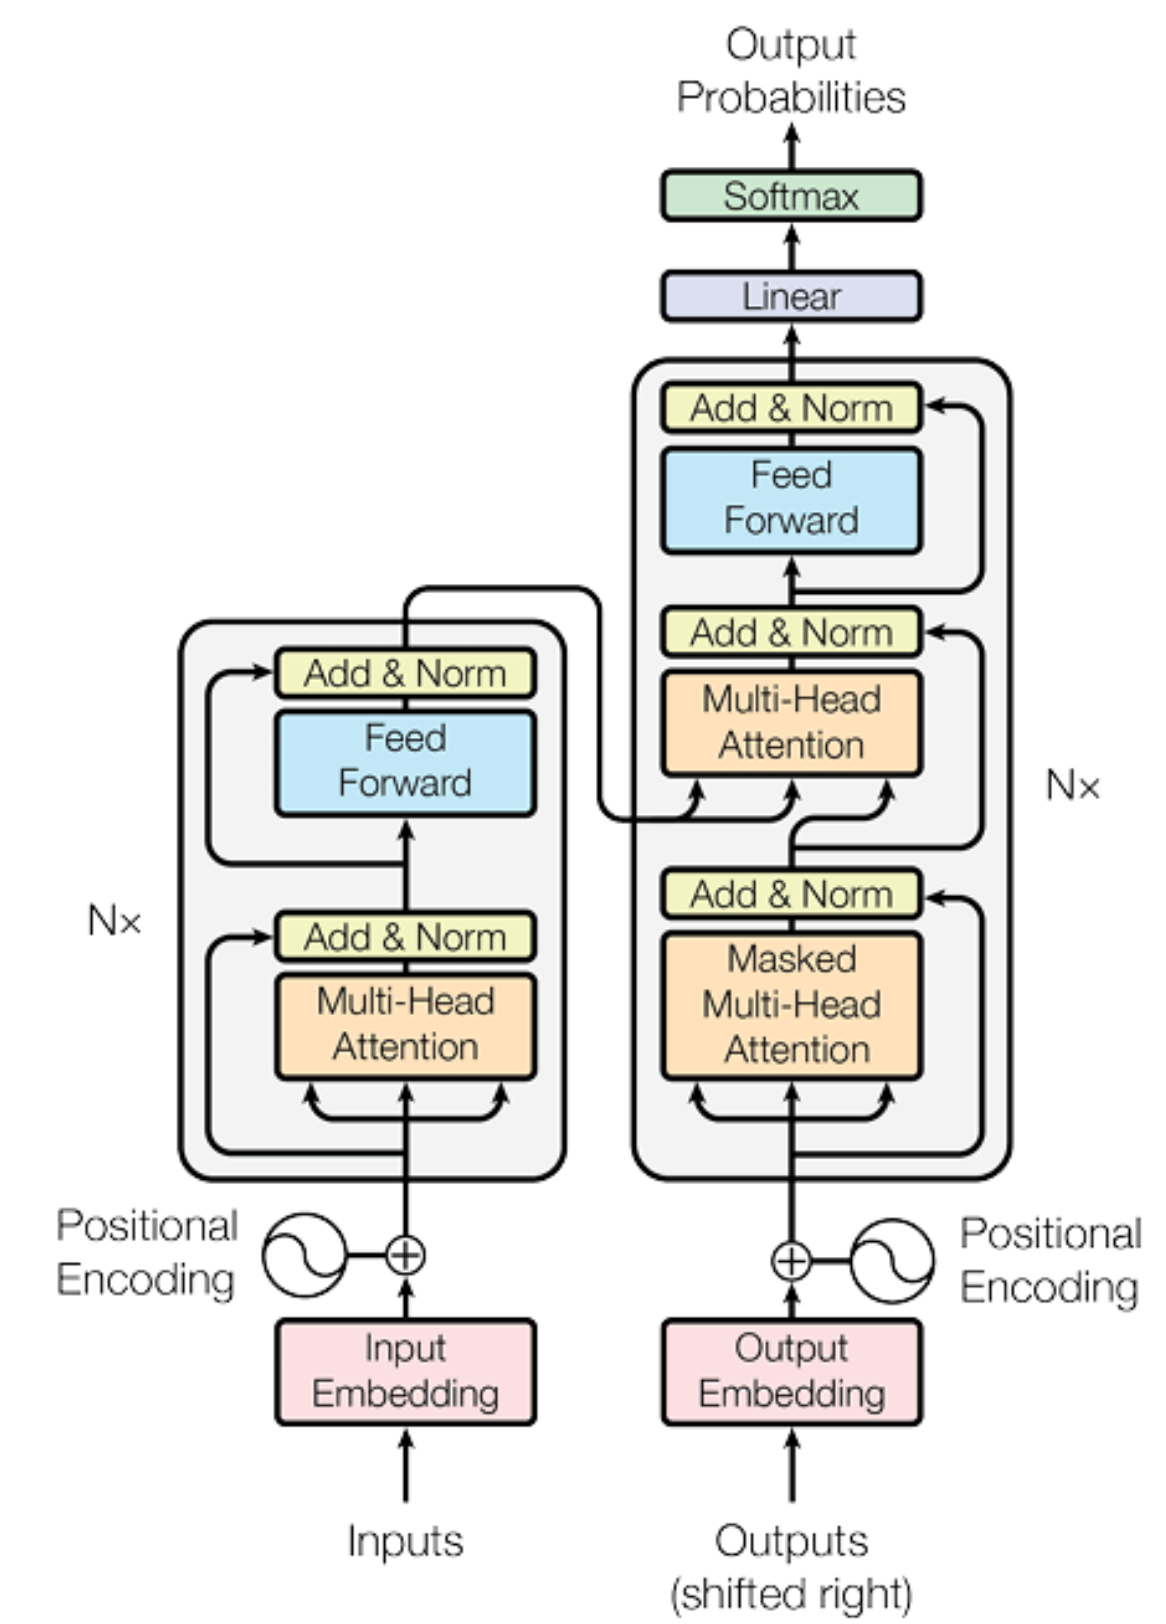 Output
Probabilities
Softmax
Linear
Add & Norm
Feed
Forward
Add & Norm
Multi-Head
Attention
Nx
Add & Norm
Masked
Multi-Head
Attention
Add & Norm
Feed
Forward
Nx
Add & Norm
Multi-Head
Attention
Positional
Encoding
Positional
Encoding
Input
Embedding
Output
Embedding
Inputs
Outputs
(shifted right)